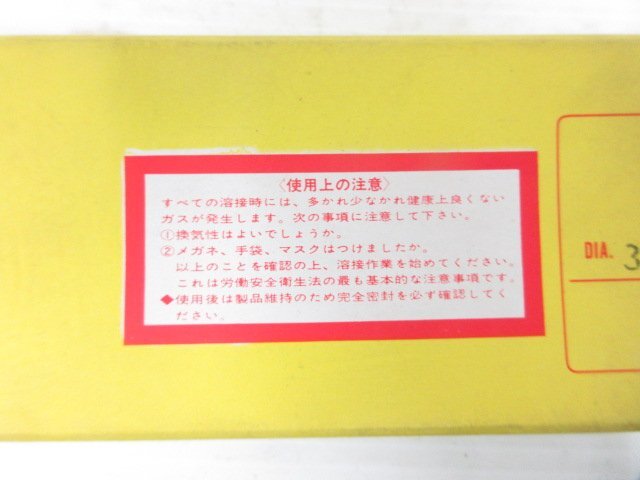 〈使用上の注意〉
すべての溶接時には、多かれ少なかれ健康上良くない
ガスが発生します。次の事項に注意して下さい。
①換気性はよいでしょうか。
②メガネ、手袋、マスクはつけましたか。
以上のことを確認の上、溶接作業を始めてください。
これは労働安全衛生法の最も基本的な注意事項です。
◆使用後は製品維持のため完全密封を必ず確認してく
ださい。
DIA. 3